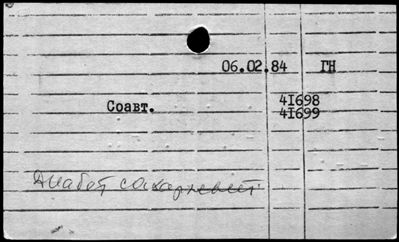 06.02.84 ГН
Соавт. 41698
41699
Диабет сахарный